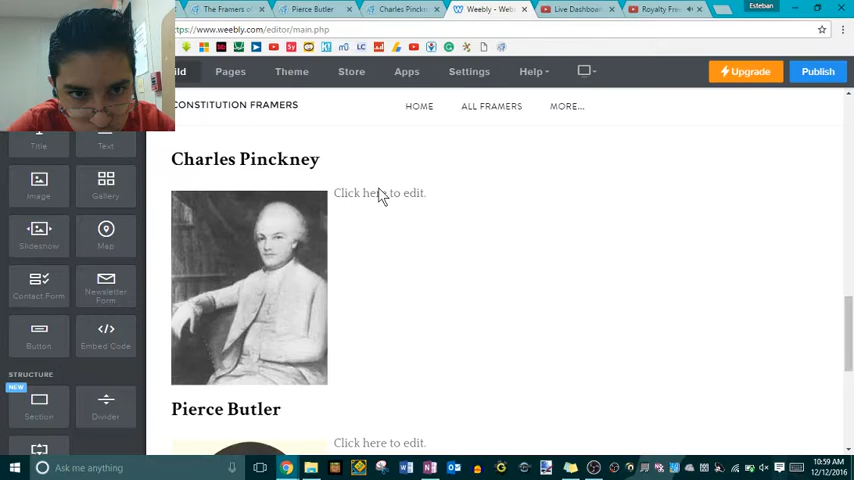 Esteban
The Framers of
Pierce Butler
Charles Pinckn
Weebly - Webs
Live Dashboard
Royalty Free
ttps://www.weebly.com/editor/main.php
ild
Pages
Theme
Store
Apps
Settings
Help
Upgrade
Publish
CONSTITUTION FRAMERS
HOME
ALL FRAMERS
MORE...
Title
Text
Image
Gallery
Slideshow
Map
Contact Form
Newsletter
Form
Button
Embed Code
STRUCTURE
NEW
Section
Divider
Charles Pinckney
Click here to edit.
Pierce Butler
Click here to edit.
Ask me anything
10:59 AM
12/12/2016